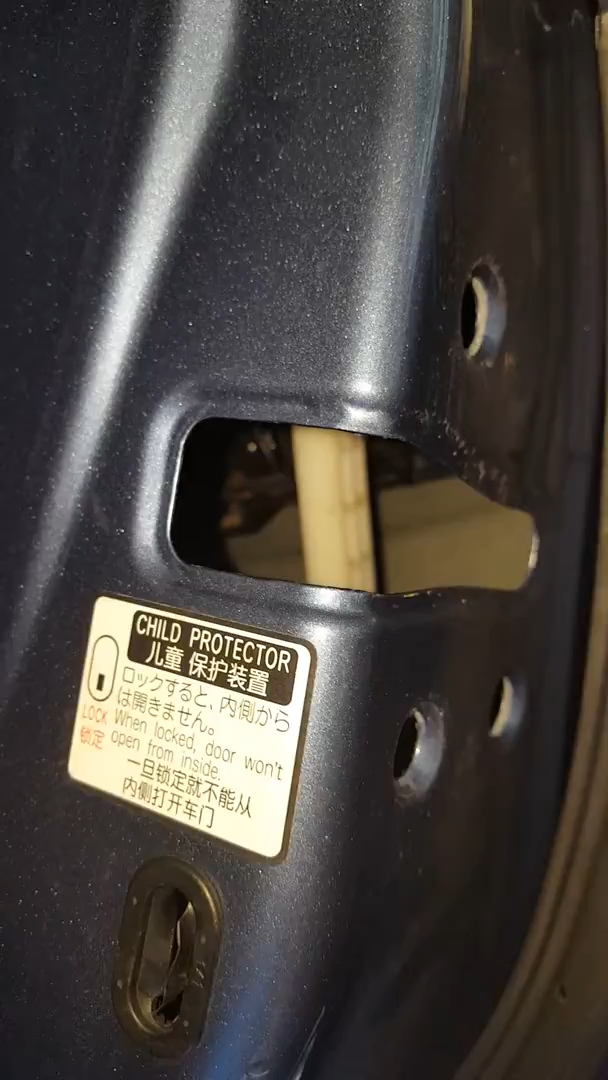 CHILD PROTECTOR
儿童 保护装置
ロックすると、内側から
は開きません。
LOCK
锁定
When locked, door won't
open from inside.
一旦锁定就不能从
内侧打开车门